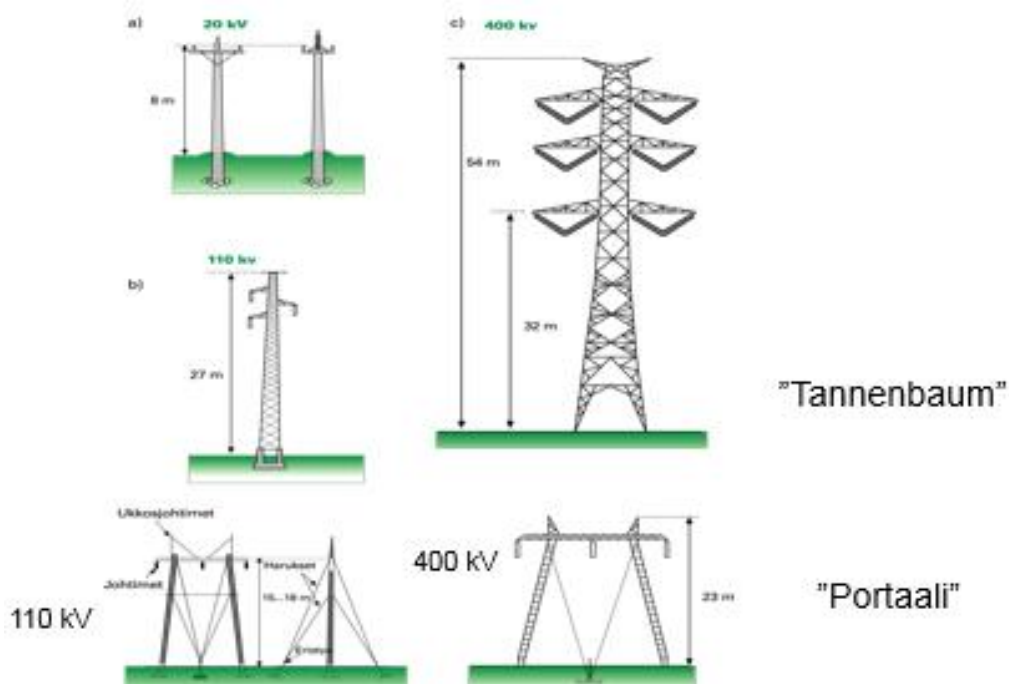 a)
20 kV
8 m
c)
400 kv
54 m
32 m
110 kv
b)
27 m
"Tannenbaum"
Ukkosjohtimet
Johtimet
Harukset
15...18 m
Eristys
110 kV
400 kV
23 m
"Portaali"